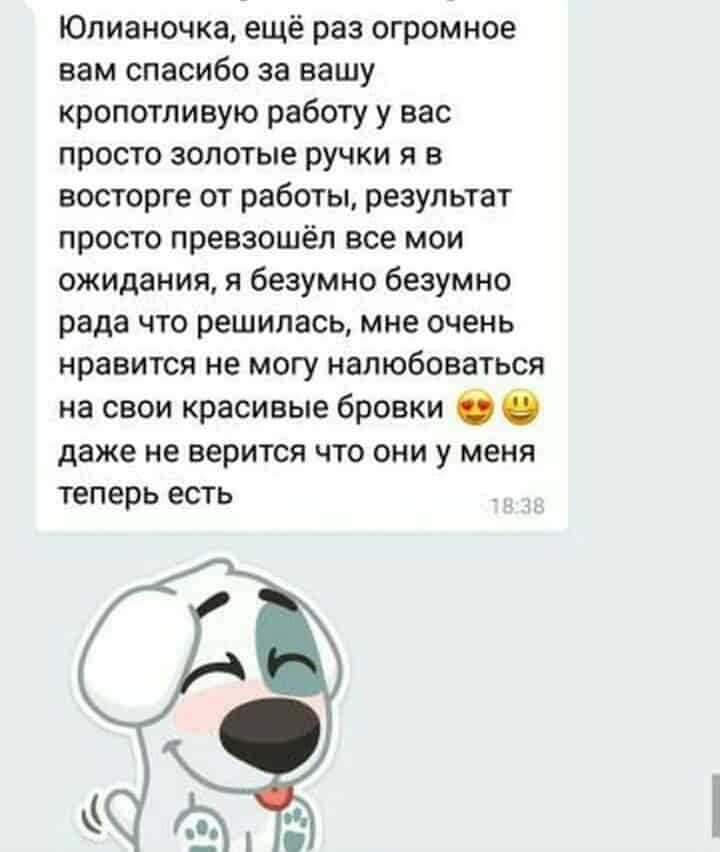 Юлианочка, ещё раз огромное
вам спасибо за вашу
кропотливую работу у вас
просто золотые ручки я в
восторге от работы, результат
просто превзошёл все мои
ожидания, я безумно безумно
рада что решилась, мне очень
нравится не могу налюбоваться
на свои красивые бровки 😍 😃
даже не верится что они у меня
теперь есть
18:38